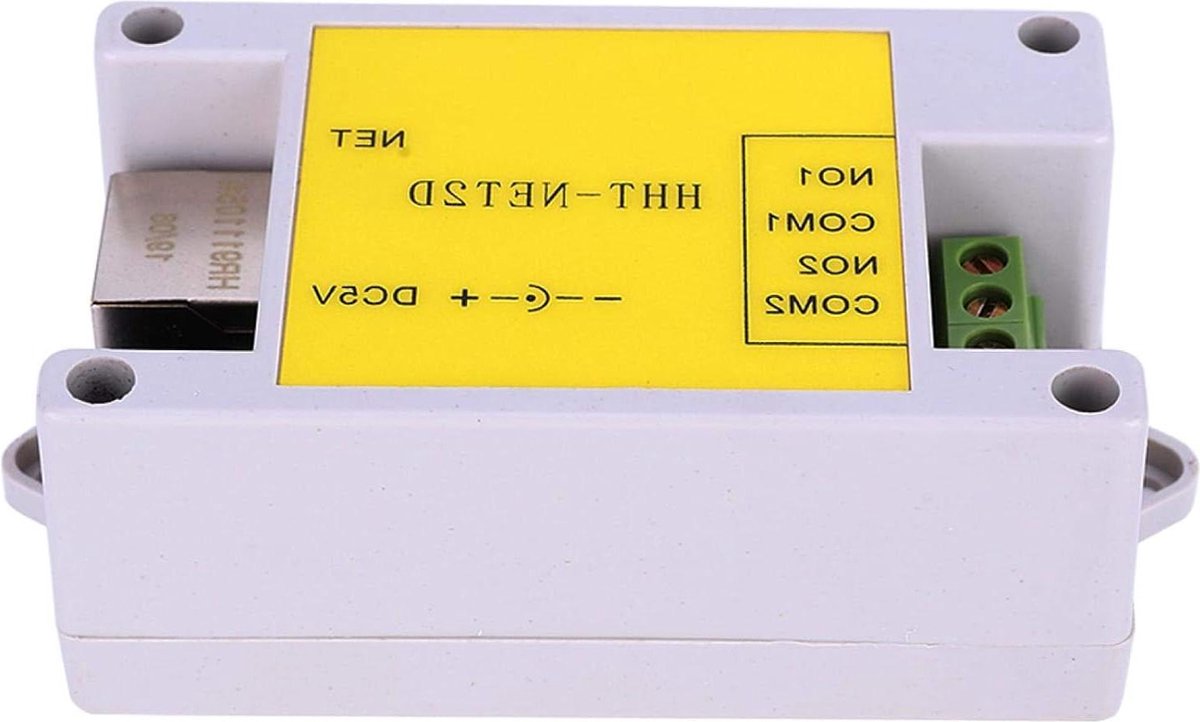 NET
HHT-NET2D
DC5V + -
NO1
COM1
NO2
COM2